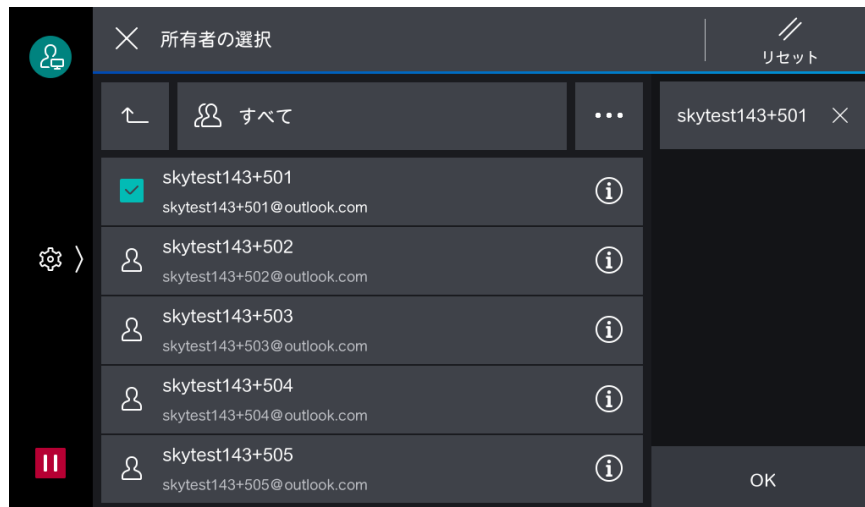 所有者の選択
リセット
すべて
skytest143+501
skytest143+501
skytest143+501@outlook.com
skytest143+502
skytest143+502@outlook.com
skytest143+503
skytest143+503@outlook.com
skytest143+504
skytest143+504@outlook.com
skytest143+505
skytest143+505@outlook.com
OK